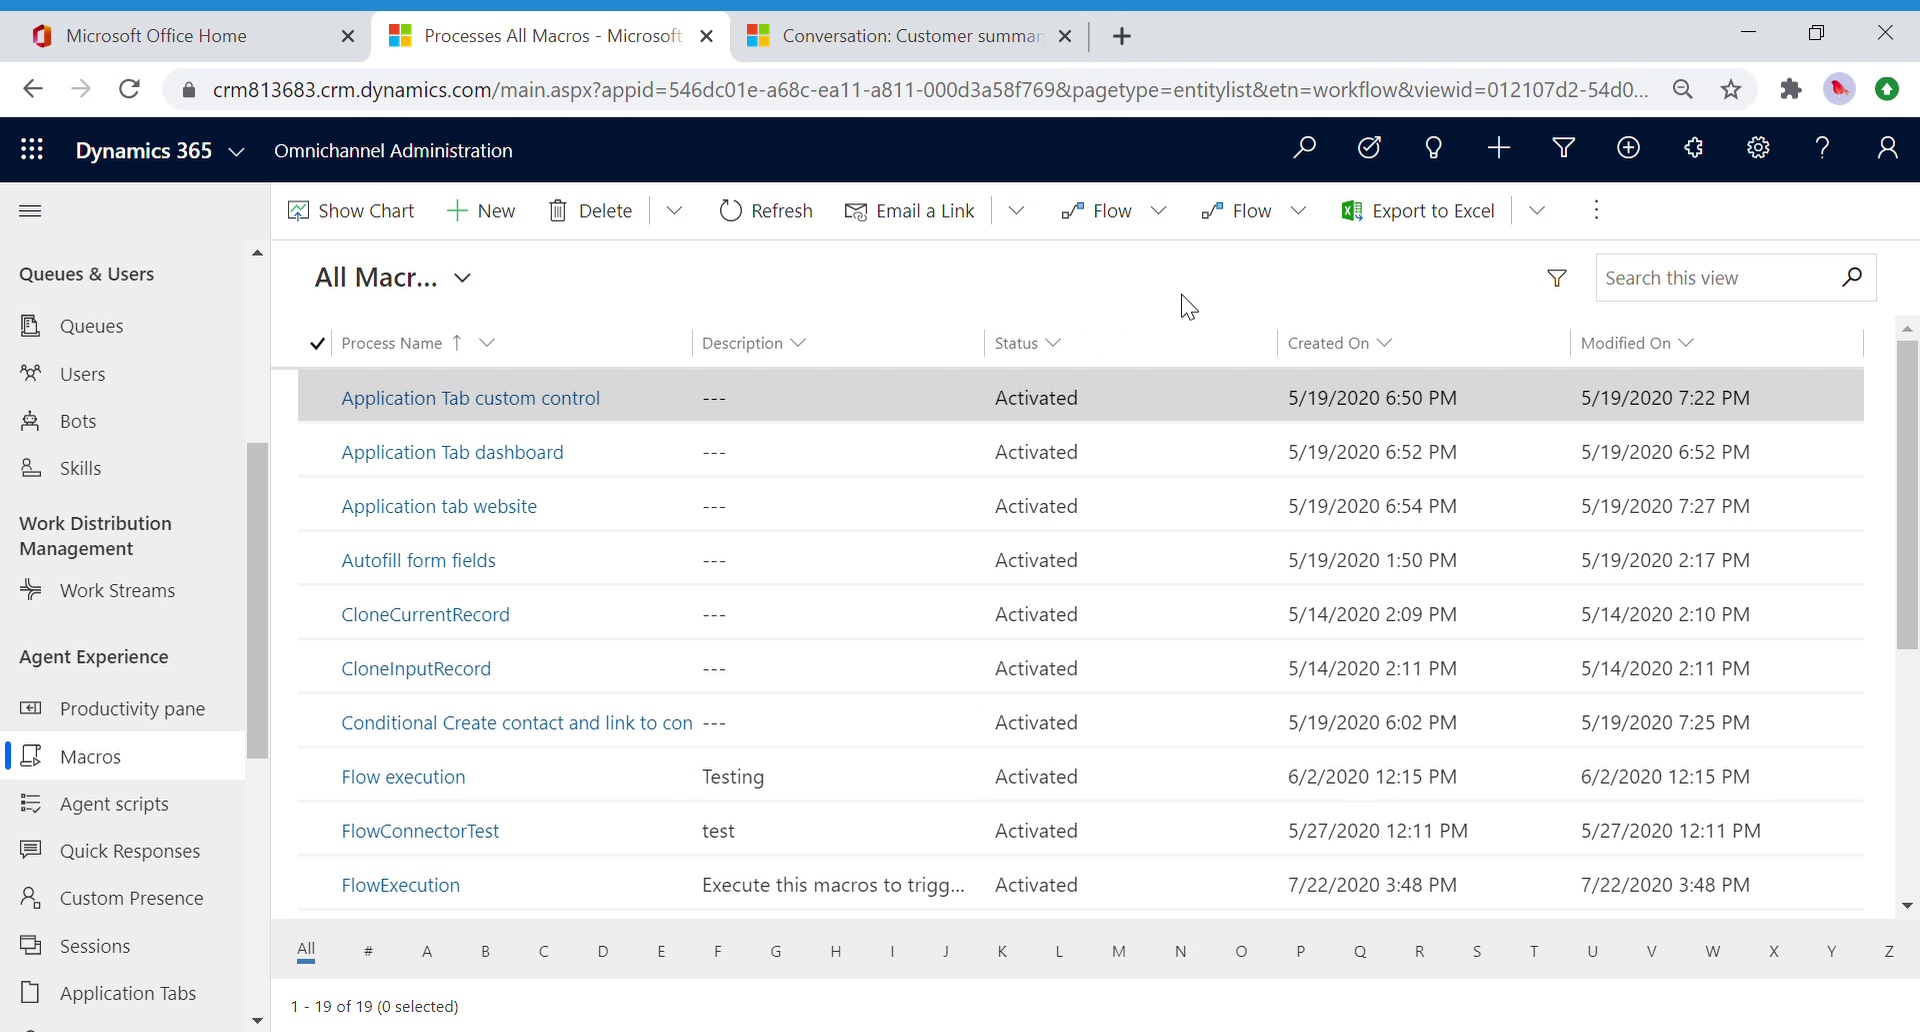 Microsoft Office Home
Processes All Macros - Microsoft
Conversation: Customer summar
crm813683.crm.dynamics.com/main.aspx?appid=546dc01e-a68c-ea11-a811-000d3a58f769&pagetype=entitylist&etn=workflow&viewid=012107d2-54d0...
Dynamics 365
Omnichannel Administration
Show Chart
New
Delete
Refresh
Email a Link
Flow
Flow
Export to Excel
Queues & Users
Queues
Users
Bots
Skills
Work Distribution
Management
Work Streams
Agent Experience
Productivity pane
Macros
Agent scripts
Quick Responses
Custom Presence
Sessions
Application Tabs
All Macr...
Search this view
Process Name Description Status Created On Modified On
Application Tab custom control --- Activated 5/19/2020 6:50 PM 5/19/2020 7:22 PM
Application Tab dashboard --- Activated 5/19/2020 6:52 PM 5/19/2020 6:52 PM
Application tab website --- Activated 5/19/2020 6:54 PM 5/19/2020 7:27 PM
Autofill form fields --- Activated 5/19/2020 1:50 PM 5/19/2020 2:17 PM
CloneCurrentRecord --- Activated 5/14/2020 2:09 PM 5/14/2020 2:10 PM
CloneInputRecord --- Activated 5/14/2020 2:11 PM 5/14/2020 2:11 PM
Conditional Create contact and link to con --- Activated 5/19/2020 6:02 PM 5/19/2020 7:25 PM
Flow execution Testing Activated 6/2/2020 12:15 PM 6/2/2020 12:15 PM
FlowConnectorTest test Activated 5/27/2020 12:11 PM 5/27/2020 12:11 PM
FlowExecution Execute this macros to trigg... Activated 7/22/2020 3:48 PM 7/22/2020 3:48 PM
All # A B C D E F G H I J K L M N O P Q R S T U V W X Y Z
1 - 19 of 19 (0 selected)